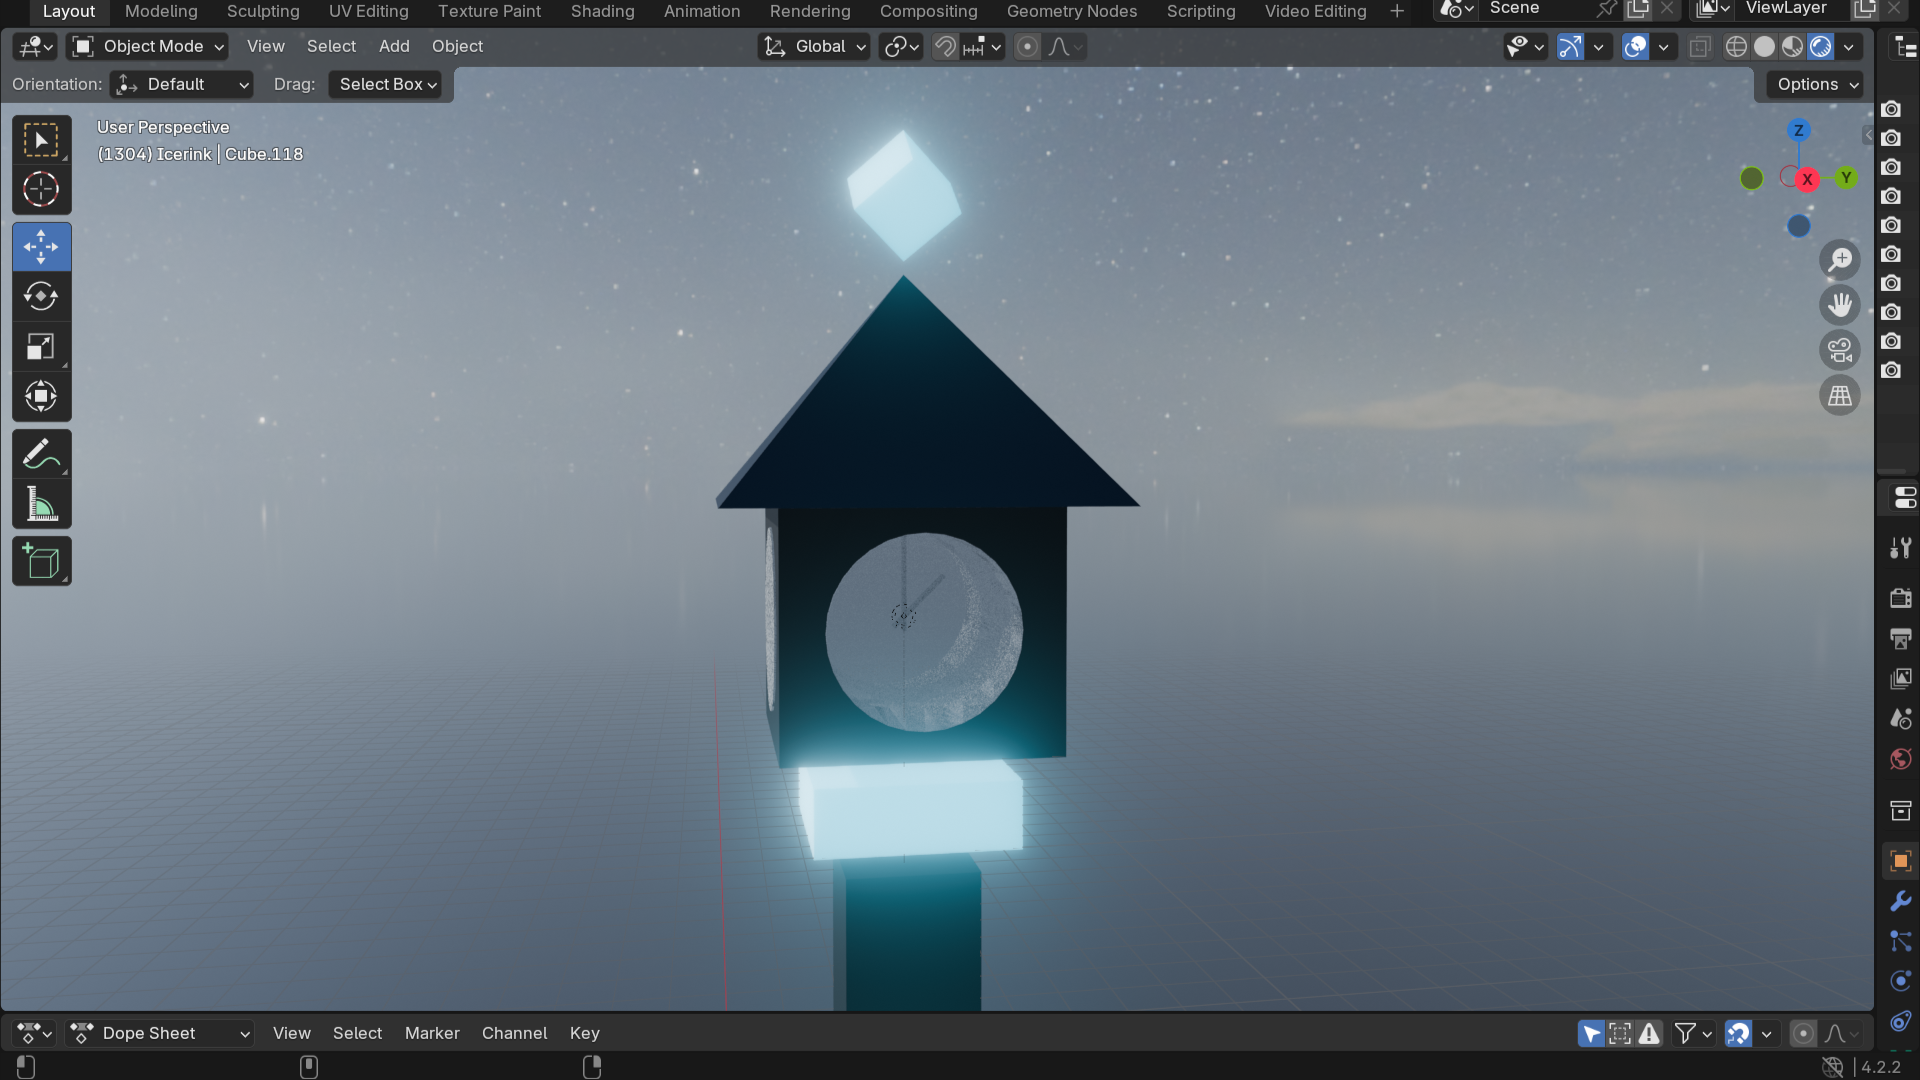 Layout Modeling Sculpting UV Editing Texture Paint Shading Animation Rendering Compositing Geometry Nodes Scripting Video Editing + Scene ViewLayer
Object Mode View Select Add Object Global
Orientation: Default Drag: Select Box Options
User Perspective
(1304) Icerink | Cube.118
Z
X
Y
Dope Sheet View Select Marker Channel Key
4.2.2